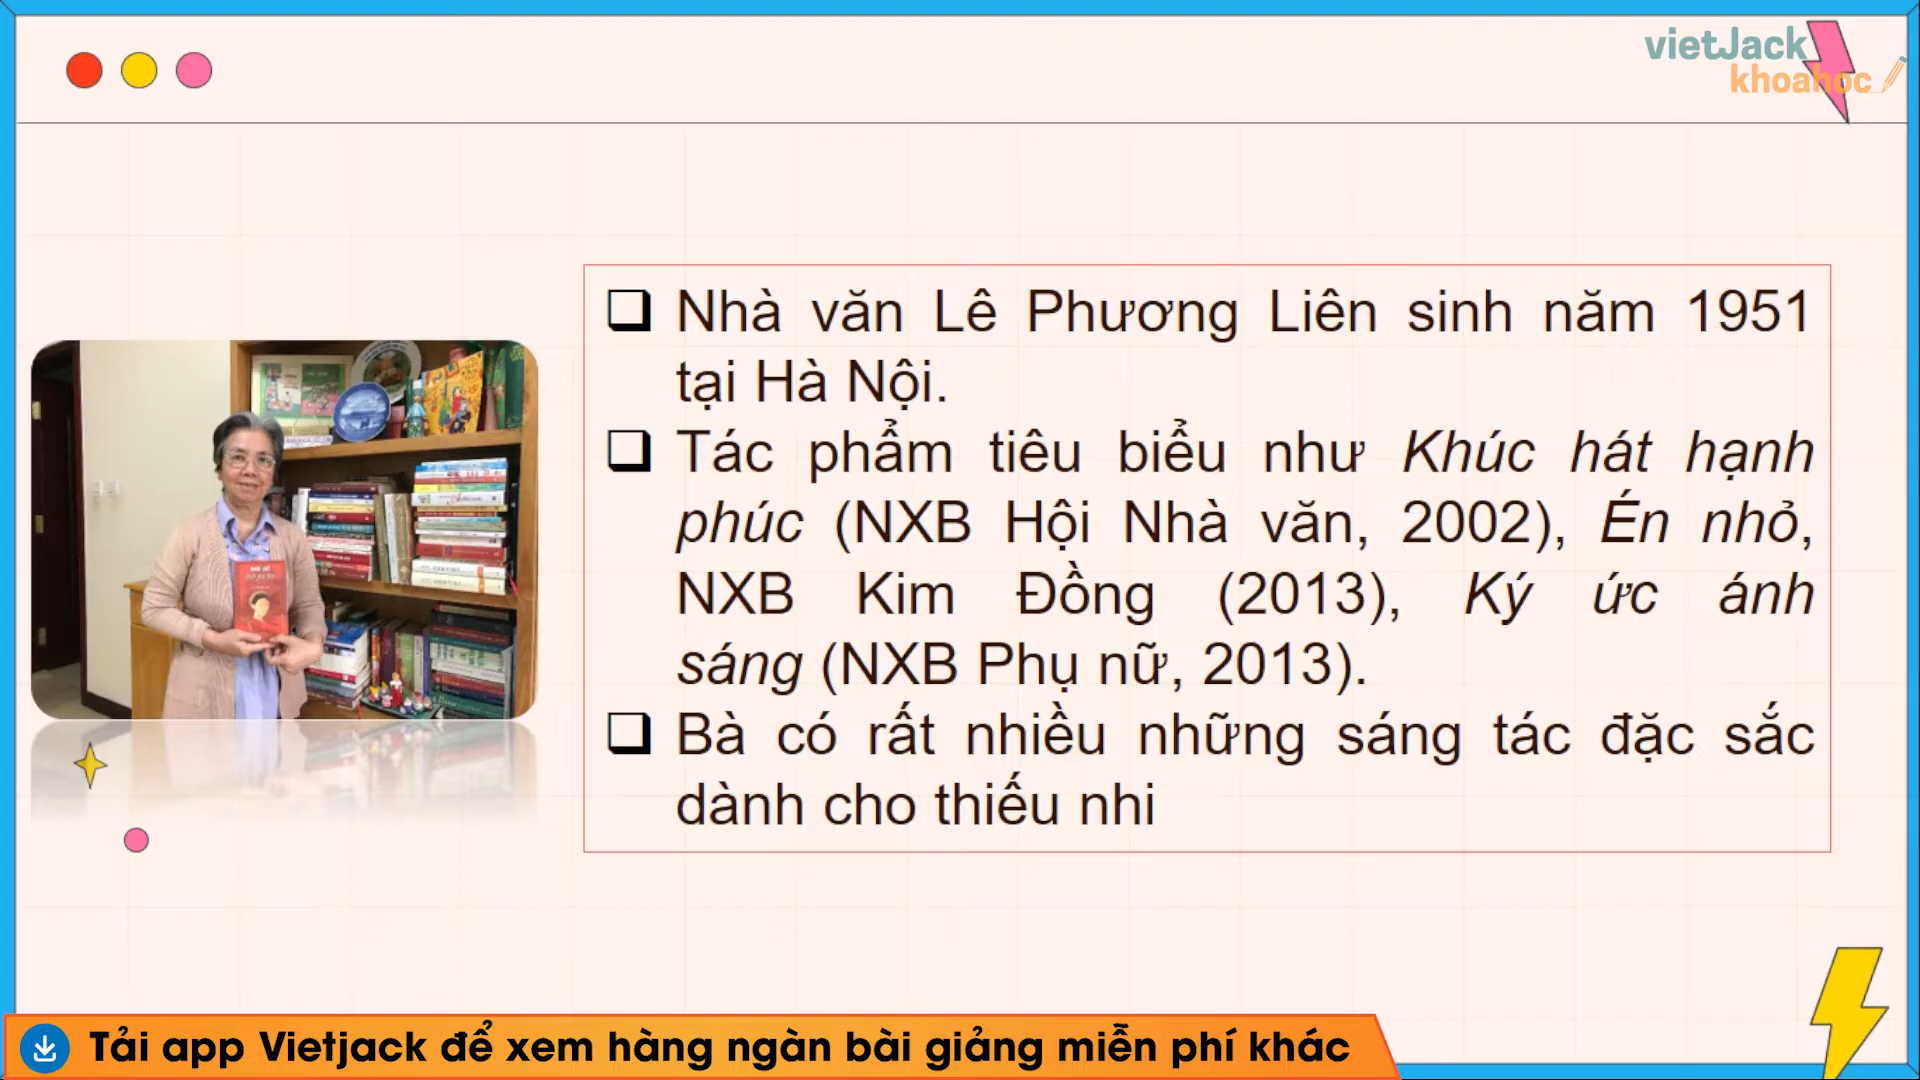 vietJack
khoahoc
Nhà văn Lê Phương Liên sinh năm 1951
tại Hà Nội.
Tác phẩm tiêu biểu như Khúc hát hạnh
phúc (NXB Hội Nhà văn, 2002), Én nhỏ,
NXB Kim Đồng (2013), Ký ức ánh
sáng (NXB Phụ nữ, 2013).
Bà có rất nhiều những sáng tác đặc sắc
dành cho thiếu nhi
Tải app Vietjack để xem hàng ngàn bài giảng miễn phí khác